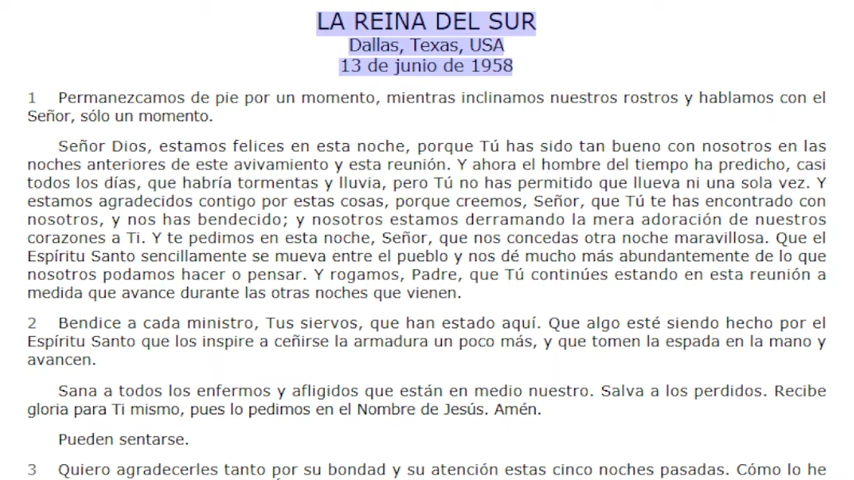 LA REINA DEL SUR
Dallas, Texas, USA
13 de junio de 1958
1 Permanezcamos de pie por un momento, mientras inclinamos nuestros rostros y hablamos con el
Señor, sólo un momento.
Señor Dios, estamos felices en esta noche, porque Tú has sido tan bueno con nosotros en las
noches anteriores de este avivamiento y esta reunión. Y ahora el hombre del tiempo ha predicho, casi
todos los días, que habría tormentas y lluvia, pero Tú no has permitido que llueva ni una sola vez. Y
estamos agradecidos contigo por estas cosas, porque creemos, Señor, que Tú te has encontrado con
nosotros, y nos has bendecido; y nosotros estamos derramando la mera adoración de nuestros
corazones a Ti. Y te pedimos en esta noche, Señor, que nos concedas otra noche maravillosa. Que el
Espíritu Santo sencillamente se mueva entre el pueblo y nos dé mucho más abundantemente de lo que
nosotros podamos hacer o pensar. Y rogamos, Padre, que Tú continúes estando en esta reunión a
medida que avance durante las otras noches que vienen.
2 Bendice a cada ministro, Tus siervos, que han estado aquí. Que algo esté siendo hecho por el
Espíritu Santo que los inspire a ceñirse la armadura un poco más, y que tomen la espada en la mano y
avancen.
Sana a todos los enfermos y afligidos que están en medio nuestro. Salva a los perdidos. Recibe
gloria para Ti mismo, pues lo pedimos en el Nombre de Jesús. Amén.
Pueden sentarse.
3 Quiero agradecerles tanto por su bondad y su atención estas cinco noches pasadas. Cómo lo he